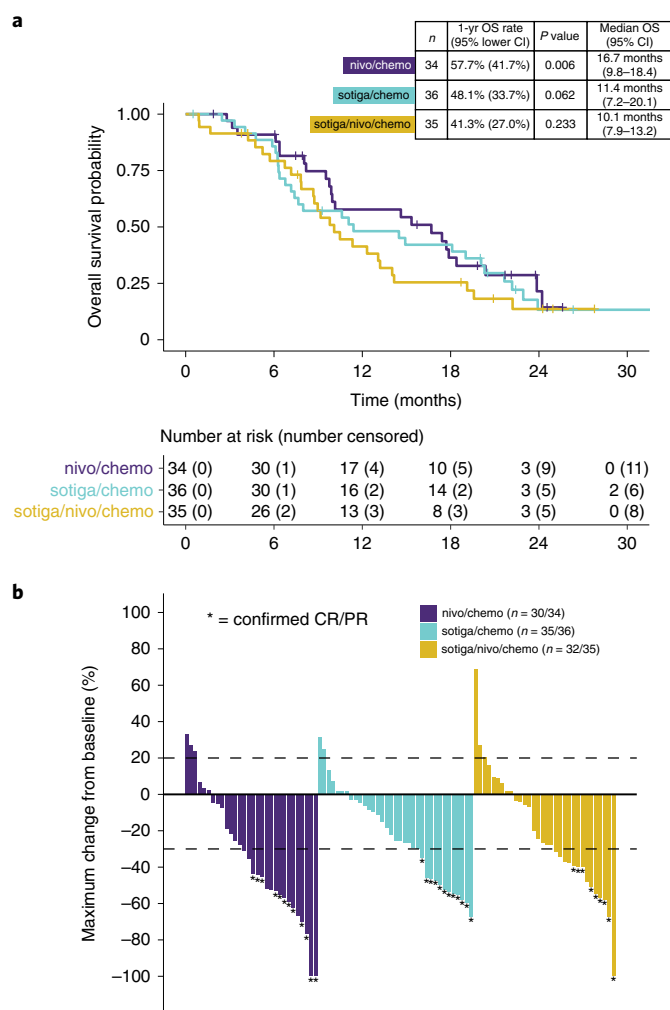 a
n 1-yr OS rate (95% lower CI) P value Median OS (95% CI)
nivo/chemo 34 57.7% (41.7%) 0.006 16.7 months (9.8–18.4)
sotiga/chemo 36 48.1% (33.7%) 0.062 11.4 months (7.2–20.1)
sotiga/nivo/chemo 35 41.3% (27.0%) 0.233 10.1 months (7.9–13.2)
Overall survival probability
1.00
0.75
0.50
0.25
0
0 6 12 18 24 30
Time (months)
Number at risk (number censored)
nivo/chemo 34 (0) 30 (1) 17 (4) 10 (5) 3 (9) 0 (11)
sotiga/chemo 36 (0) 30 (1) 16 (2) 14 (2) 3 (5) 2 (6)
sotiga/nivo/chemo 35 (0) 26 (2) 13 (3) 8 (3) 3 (5) 0 (8)
0 6 12 18 24 30
b
* = confirmed CR/PR
nivo/chemo (n = 30/34)
sotiga/chemo (n = 35/36)
sotiga/nivo/chemo (n = 32/35)
Maximum change from baseline (%)
100
80
60
40
20
0
−20
−40
−60
−80
−100